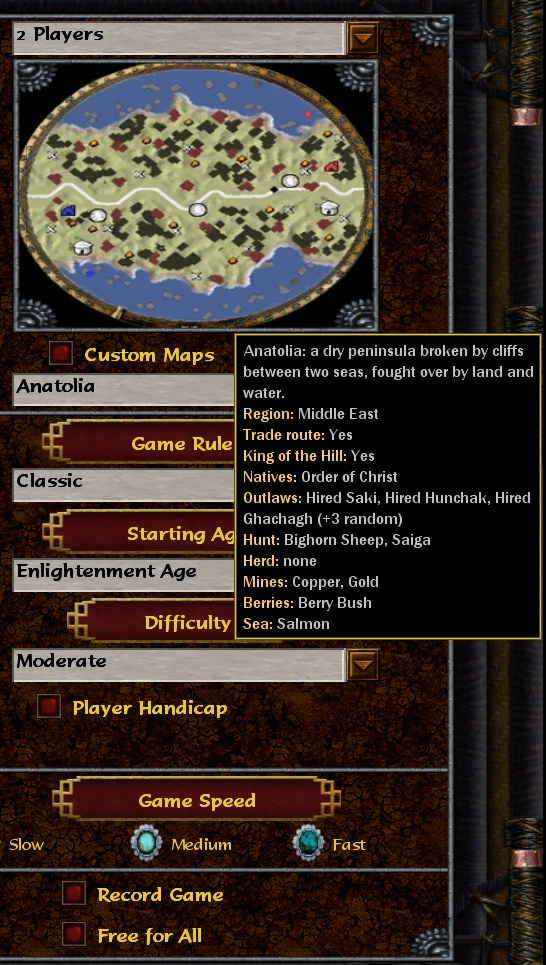 2 Players
Custom Maps
Anatolia
Game Rule
Classic
Starting Ag
Enlightenment Age
Difficulty
Moderate
Player Handicap
Game Speed
Slow Medium Fast
Record Game
Free for All
Anatolia: a dry peninsula broken by cliffs
between two seas, fought over by land and
water.
Region: Middle East
Trade route: Yes
King of the Hill: Yes
Natives: Order of Christ
Outlaws: Hired Saki, Hired Hunchak, Hired
Ghachagh (+3 random)
Hunt: Bighorn Sheep, Saiga
Herd: none
Mines: Copper, Gold
Berries: Berry Bush
Sea: Salmon